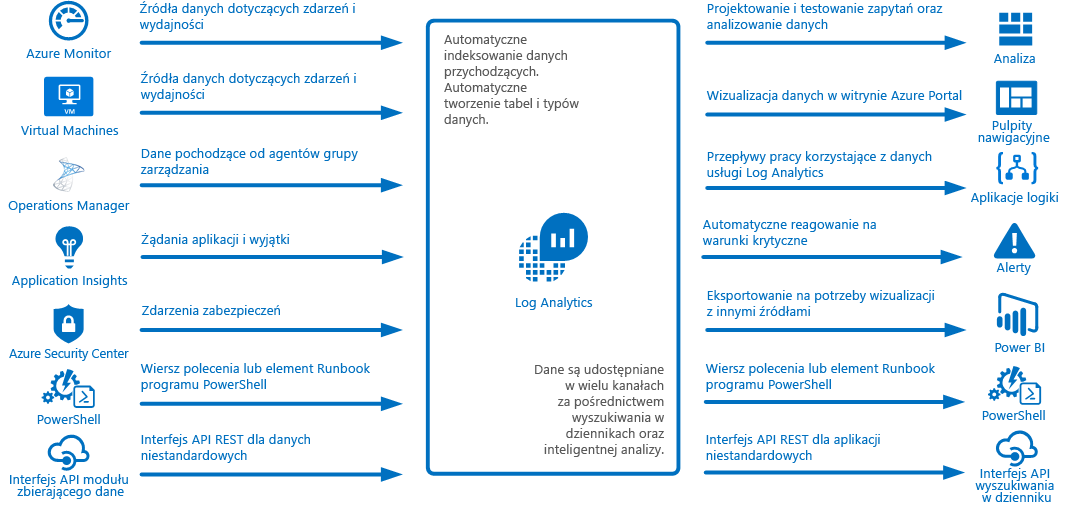 Źródła danych dotyczących zdarzeń i
wydajności
Azure Monitor
Źródła danych dotyczących zdarzeń i
wydajności
VM
Virtual Machines
Dane pochodzące od agentów grupy
zarządzania
Operations Manager
Żądania aplikacji i wyjątki
Application Insights
Zdarzenia zabezpieczeń
Azure Security Center
Wiersz polecenia lub element Runbook
programu PowerShell
PowerShell
Interfejs API REST dla danych
niestandardowych
Interfejs API modułu
zbierającego dane
Automatyczne
indeksowanie danych
przychodzących.
Automatyczne
tworzenie tabel i typów
danych.
Log Analytics
Dane są udostępniane
w wielu kanałach
za pośrednictwem
wyszukiwania w
dziennikach oraz
inteligentnej analizy.
Projektowanie i testowanie zapytań oraz
analizowanie danych
Analiza
Wizualizacja danych w witrynie Azure Portal
Pulpity
nawigacyjne
Przepływy pracy korzystające z danych
usługi Log Analytics
Aplikacje logiki
Automatyczne reagowanie na
warunki krytyczne
Alerty
Eksportowanie na potrzeby wizualizacji
z innymi źródłami
Power BI
Wiersz polecenia lub element Runbook
programu PowerShell
PowerShell
Interfejs API REST dla aplikacji
niestandardowych
Interfejs API
wyszukiwania
w dzienniku